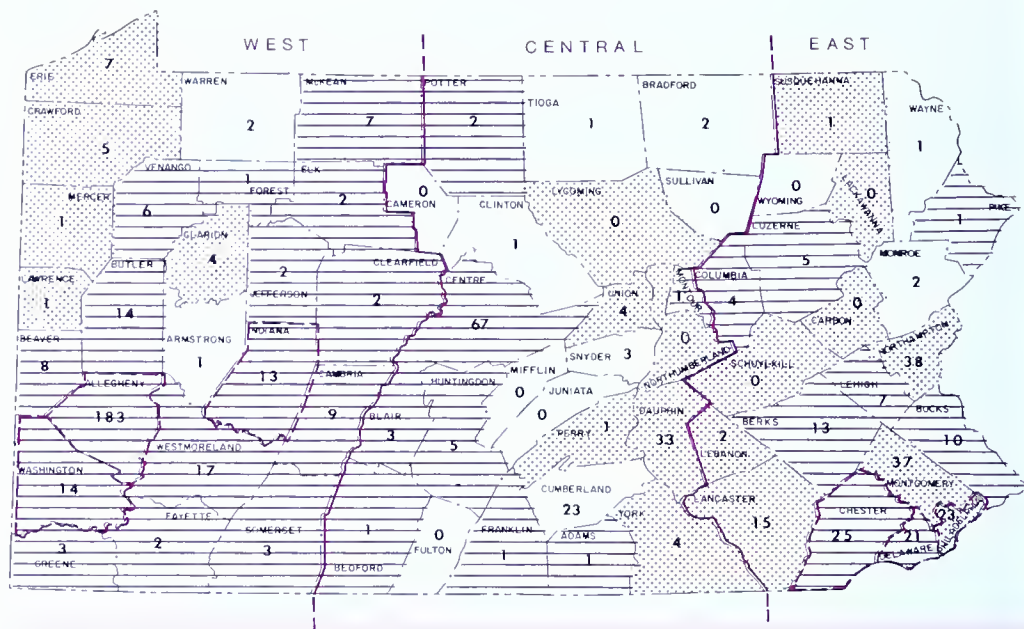 WEST CENTRAL EAST
ERIE 7
WARREN 2
McKEAN 7
POTTER 2
TIOGA 1
BRADFORD 2
SUSQUEHANNA 1
WAYNE 1
CRAWFORD 5
VENANGO 6
FOREST 1
ELK 2
CAMERON 0
CLINTON 1
LYCOMING 0
SULLIVAN 0
WYOMING 0
LACKAWANNA 0
PIKE 1
MERCER 1
CLARION 4
JEFFERSON 2
CLEARFIELD 2
CENTRE 67
UNION 4
MONTOUR 1
COLUMBIA 4
LUZERNE 5
MONROE 2
LAWRENCE 1
BUTLER 14
ARMSTRONG 1
INDIANA 13
CAMBRIA 9
BLAIR 3
HUNTINGDON 5
MIFFLIN 0
SNYDER 3
NORTHUMBERLAND 0
SCHUYLKILL 0
CARBON 0
NORTHAMPTON 38
BEAVER 8
ALLEGHENY 183
WESTMORELAND 17
JUNIATA 0
PERRY 1
DAUPHIN 33
LEBANON 2
BERKS 13
LEHIGH 7
BUCKS 10
WASHINGTON 14
FAYETTE 2
SOMERSET 3
BEDFORD 1
FULTON 0
FRANKLIN 1
CUMBERLAND 23
ADAMS 1
YORK 4
LANCASTER 15
CHESTER 25
MONTGOMERY 37
DELAWARE 21
PHILADELPHIA
GREENE 3